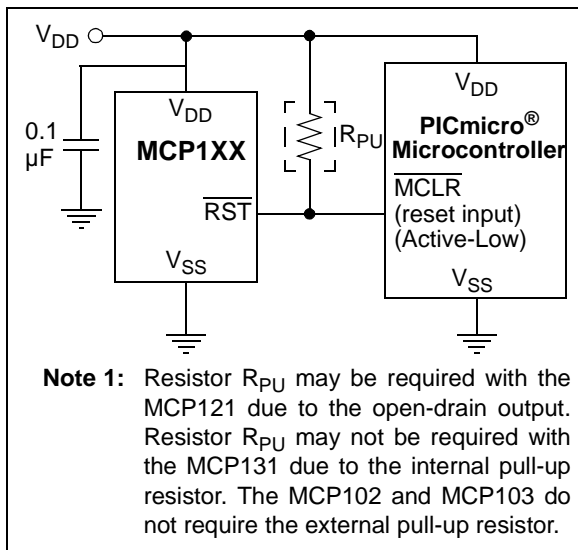 VDD
VDD
VDD
0.1
µF
MCP1XX
RPU
PICmicro®
Microcontroller
RST
MCLR
(reset input)
(Active-Low)
VSS
VSS
Note 1: Resistor RPU may be required with the
MCP121 due to the open-drain output.
Resistor RPU may not be required with
the MCP131 due to the internal pull-up
resistor. The MCP102 and MCP103 do
not require the external pull-up resistor.